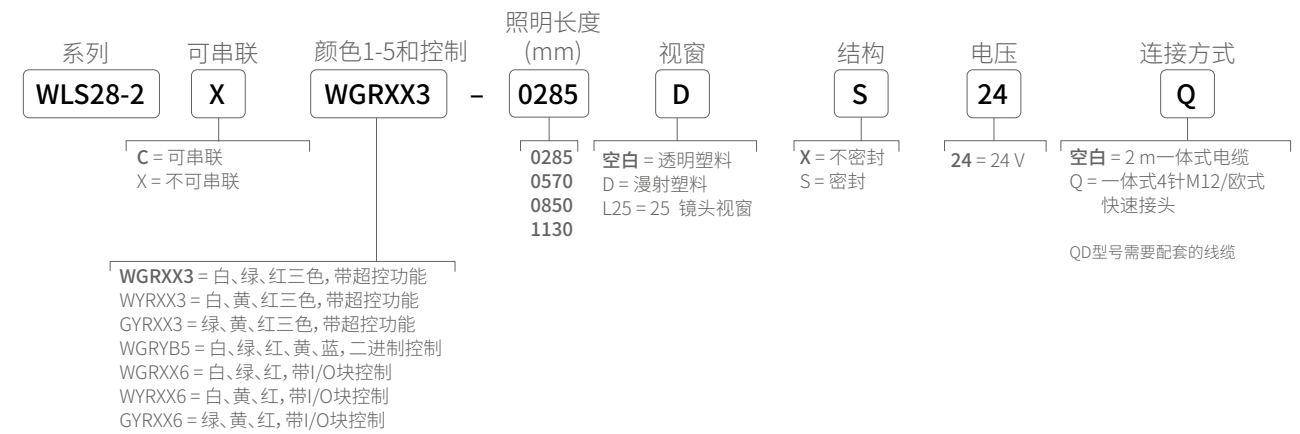 系列
可串联
颜色1-5和控制
照明长度
(mm)
视窗
结构
电压
连接方式
WLS28-2
X
WGRXX3
–
0285
D
S
24
Q
C = 可串联
X = 不可串联
WGRXX3 = 白、绿、红三色，带超控功能
WYRXX3 = 白、黄、红三色，带超控功能
GYRXX3 = 绿、黄、红三色，带超控功能
WGRYB5 = 白、绿、红、黄、蓝，二进制控制
WGRXX6 = 白、绿、红，带I/O块控制
WYRXX6 = 白、黄、红，带I/O块控制
GYRXX6 = 绿、黄、红，带I/O块控制
0285
0570
0850
1130
空白 = 透明塑料
D = 漫射塑料
L25 = 25 镜头视窗
X = 不密封
S = 密封
24 = 24 V
空白 = 2 m一体式电缆
Q = 一体式4针M12/欧式
快速接头
QD型号需要配套的线缆